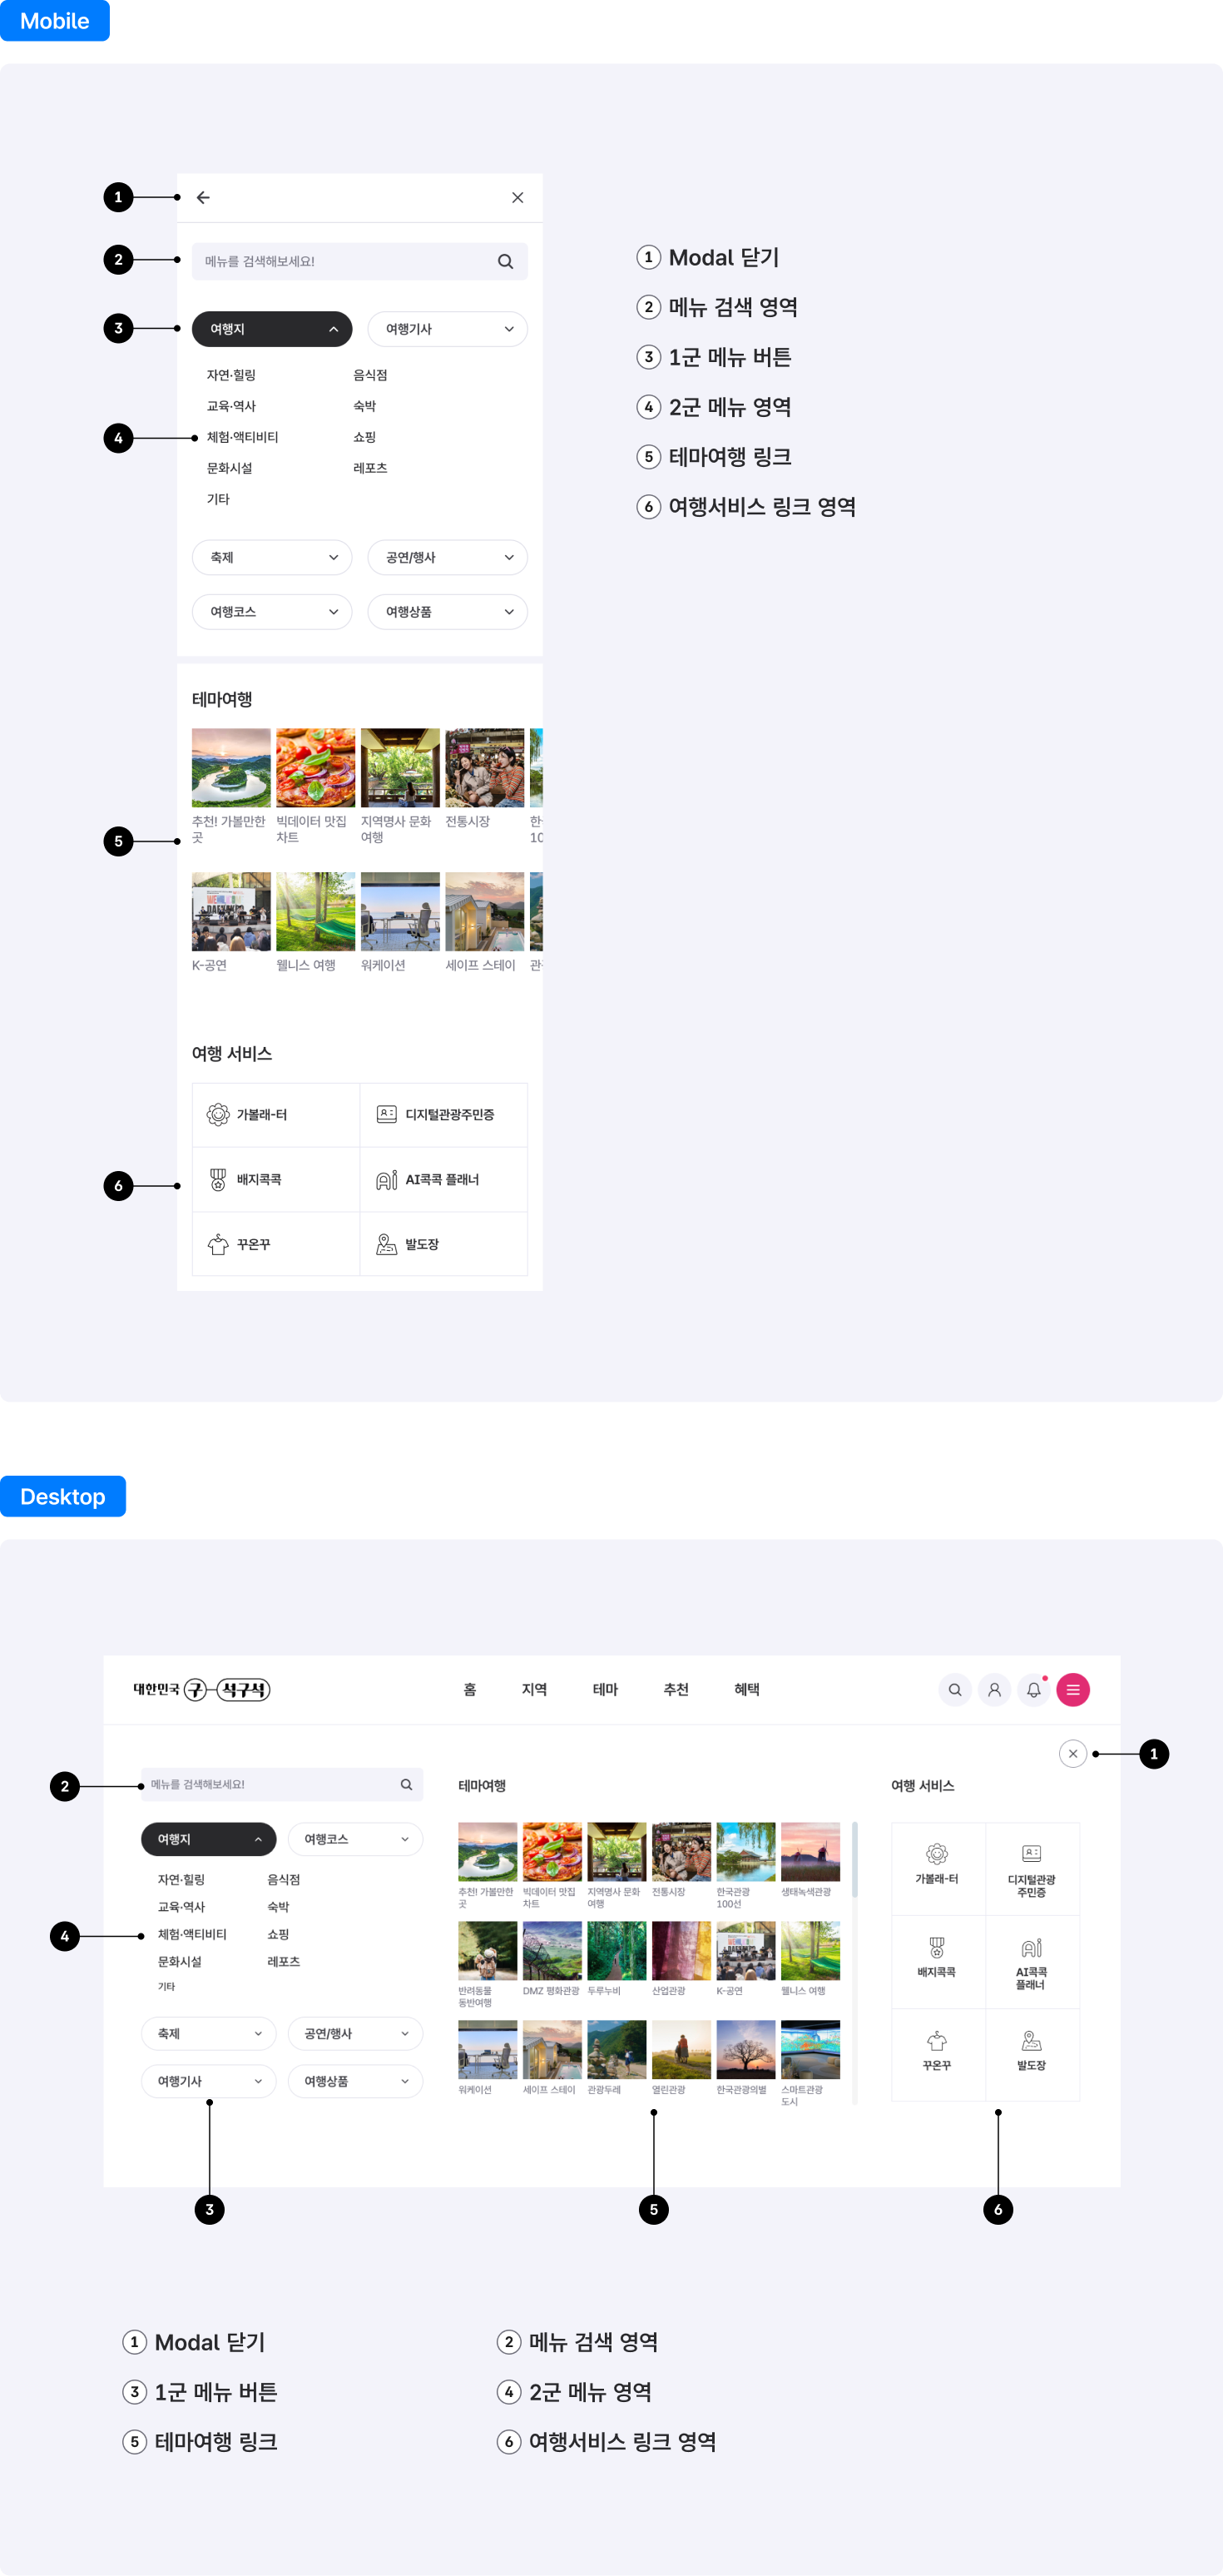 Mobile
1
2
메뉴를 검색해보세요!
3
여행지
여행기사
자연·힐링
음식점
교육·역사
숙박
4
체험·액티비티
쇼핑
문화시설
레포츠
기타
축제
공연/행사
여행코스
여행상품
1 Modal 닫기
2 메뉴 검색 영역
3 1군 메뉴 버튼
4 2군 메뉴 영역
5 테마여행 링크
6 여행서비스 링크 영역
테마여행
5
추천! 가볼만한
곳
빅데이터 맛집
차트
지역명사 문화
여행
전통시장
한
10
K-공연
웰니스 여행
워케이션
세이프 스테이
관
여행 서비스
가볼래-터
디지털관광주민증
6
배지콕콕
AI콕콕 플래너
꾸온꾸
발도장
Desktop
대한민국 구석구석
홈
지역
테마
추천
혜택
1
2
메뉴를 검색해보세요!
여행지
여행코스
자연·힐링
음식점
교육·역사
숙박
4
체험·액티비티
쇼핑
문화시설
레포츠
기타
축제
공연/행사
여행기사
여행상품
3
테마여행
추천! 가볼만한
곳
빅데이터 맛집
차트
지역명사 문화
여행
전통시장
한국관광
100선
생태녹색관광
반려동물
동반여행
DMZ 평화관광
두루누비
산업관광
K-공연
웰니스 여행
워케이션
세이프 스테이
관광두레
열린관광
한국관광의별
스마트관광
도시
5
여행 서비스
가볼래-터
디지털관광
주민증
배지콕콕
AI콕콕
플래너
꾸온꾸
발도장
6
1 Modal 닫기
2 메뉴 검색 영역
3 1군 메뉴 버튼
4 2군 메뉴 영역
5 테마여행 링크
6 여행서비스 링크 영역